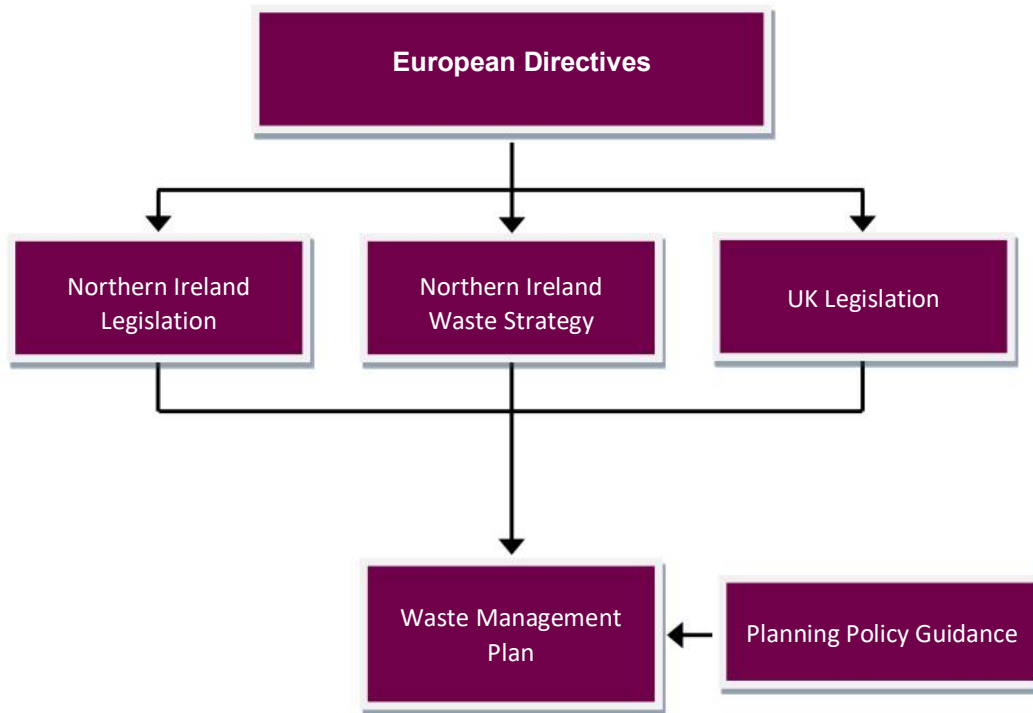 European Directives
Northern Ireland
Legislation
Northern Ireland
Waste Strategy
UK Legislation
Waste Management
Plan
Planning Policy Guidance